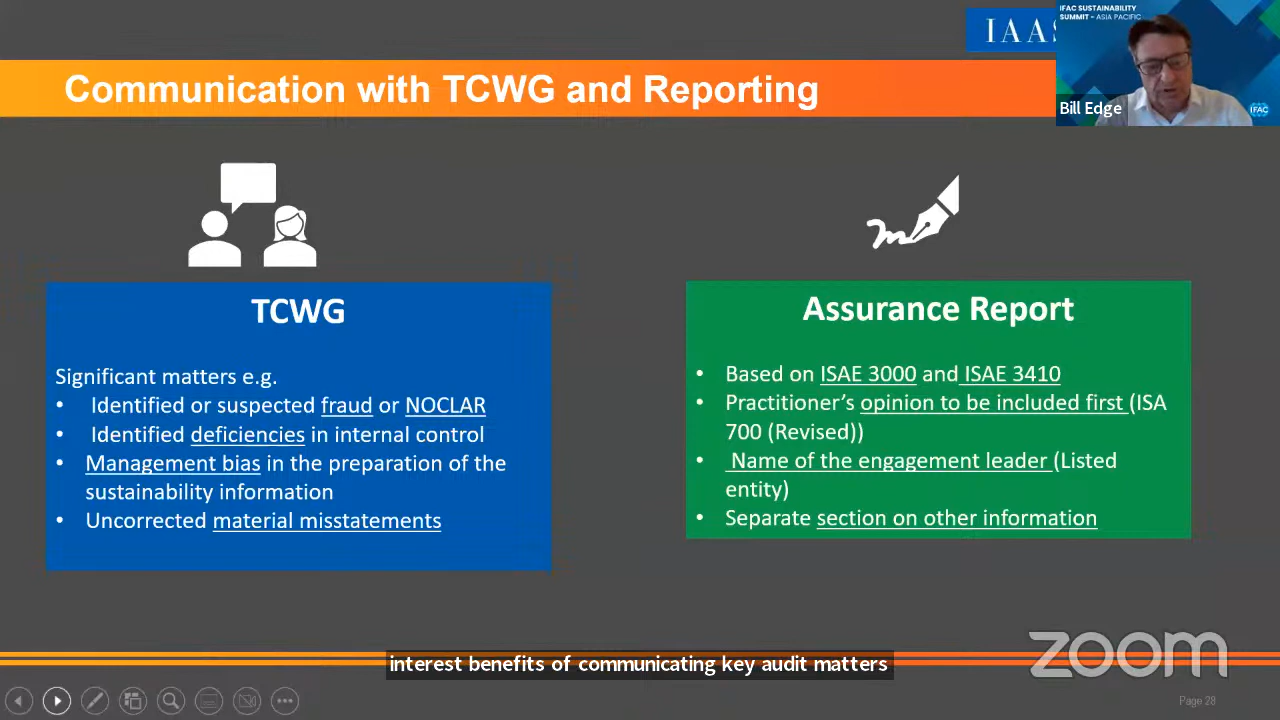 IAAS
IFAC SUSTAINABILITY
SUMMIT - ASIA PACIFIC
Communication with TCWG and Reporting
Bill Edge
IFAC
TCWG
Significant matters e.g.
• Identified or suspected fraud or NOCLAR
• Identified deficiencies in internal control
• Management bias in the preparation of the
sustainability information
• Uncorrected material misstatements
Assurance Report
• Based on ISAE 3000 and ISAE 3410
• Practitioner’s opinion to be included first (ISA
700 (Revised))
• Name of the engagement leader (Listed
entity)
• Separate section on other information
interest benefits of communicating key audit matters
zoom
Page 28